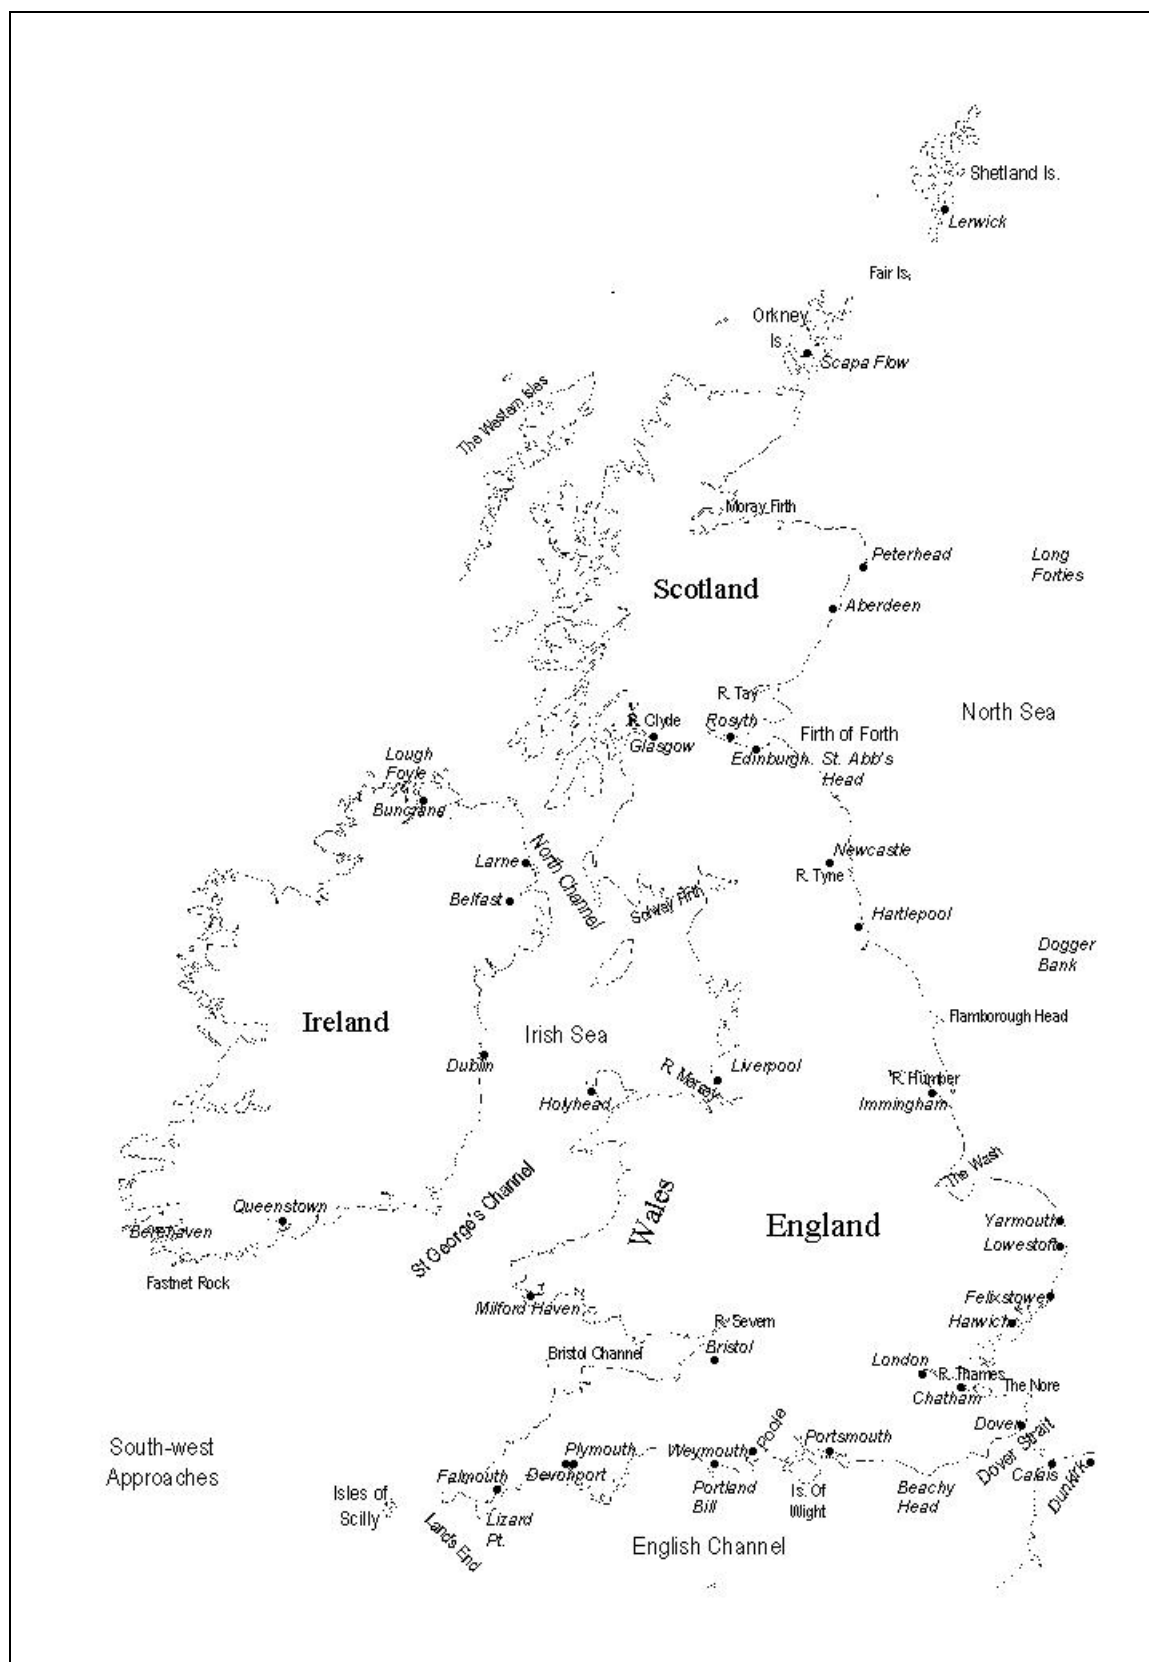 Shetland Is.
Lerwick
Fair Is.
Orkney
Is.
Scapa Flow
The Western Isles
Moray Firth
Peterhead
Long
Forties
Scotland
Aberdeen
R. Tay
North Sea
R. Clyde
Rosyth
Firth of Forth
Glasgow
Edinburgh.
St. Abb's
Head
Lough
Foyle
Buncrana
North Channel
Larne
Newcastle
R. Tyne
Belfast
Solway Firth
Hartlepool
Dogger
Bank
Ireland
Irish Sea
Flamborough Head
Dublin
R. Mersey
Liverpool
R. Humber
Holyhead
Immingham
The Wash
St George's Channel
Wales
Queenstown
England
Yarmouth
Berehaven
Lowestoft
Fastnet Rock
Milford Haven
Felixstowe
Harwich
R. Severn
Bristol Channel
Bristol
London
R. Thames
Chatham
The Nore
Dover
Dover Strait
South-west
Approaches
Plymouth
Devonport
Weymouth
Poole
Portsmouth
Falmouth
Calais
Dunkirk
Isles of
Scilly
Portland
Bill
Is. Of
Wight
Beachy
Head
Lands End
Lizard
Pt.
English Channel